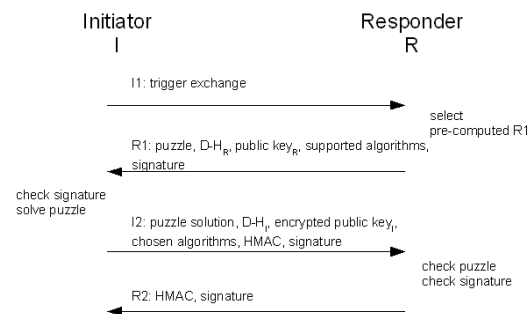 Initiator
I
Responder
R
I1: trigger exchange
select
pre-computed R1
R1: puzzle, D-H_R, public key_R, supported algorithms,
signature
check signature
solve puzzle
I2: puzzle solution, D-H_I, encrypted public key_I,
chosen algorithms, HMAC, signature
check puzzle
check signature
R2: HMAC, signature